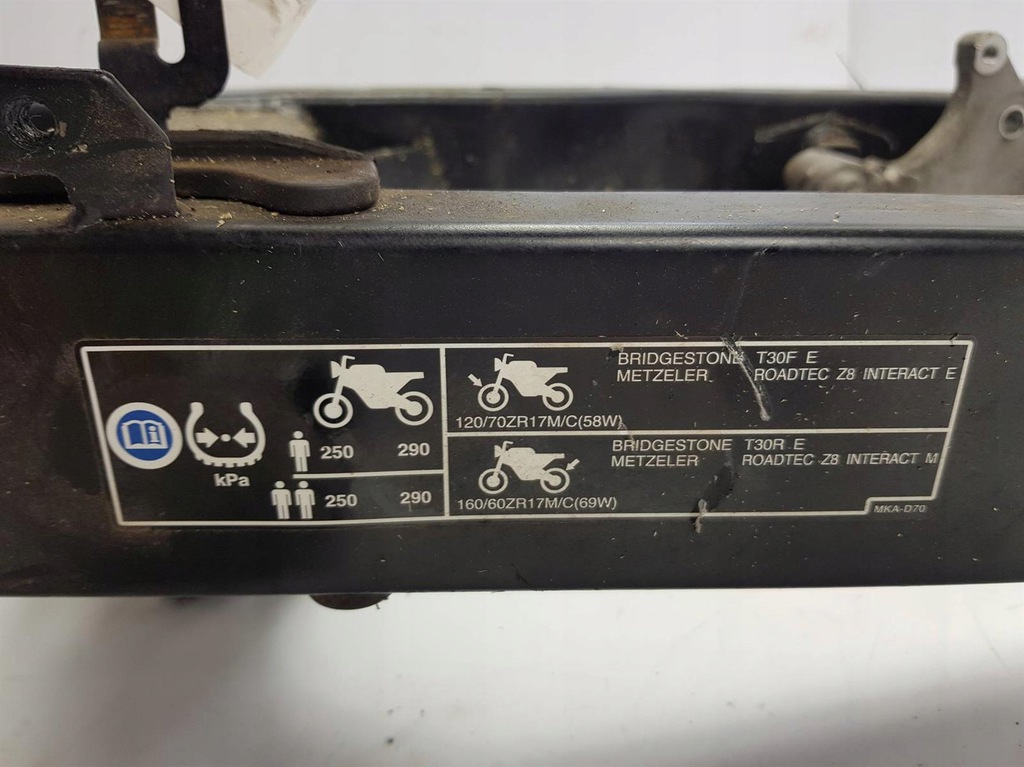 kPa
250 290
250 290
BRIDGESTONE T30F E
METZELER ROADTEC Z8 INTERACT E
120/70ZR17M/C(58W)
BRIDGESTONE T30R E
METZELER ROADTEC Z8 INTERACT M
160/60ZR17M/C(69W)
MKA-D70